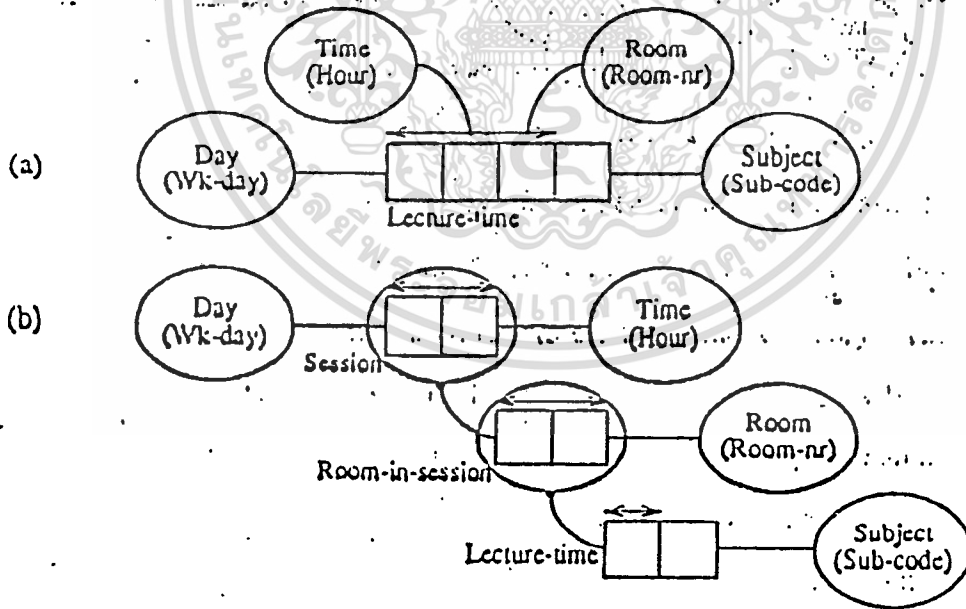 Time
(Hour)
Room
(Room-nr)
(a)
Day
(Wk-day)
Subject
(Sub-code)
Lecture-time
(b)
Day
(Wk-day)
Time
(Hour)
Session
Room
(Room-nr)
Room-in-session
Subject
(Sub-code)
Lecture-time